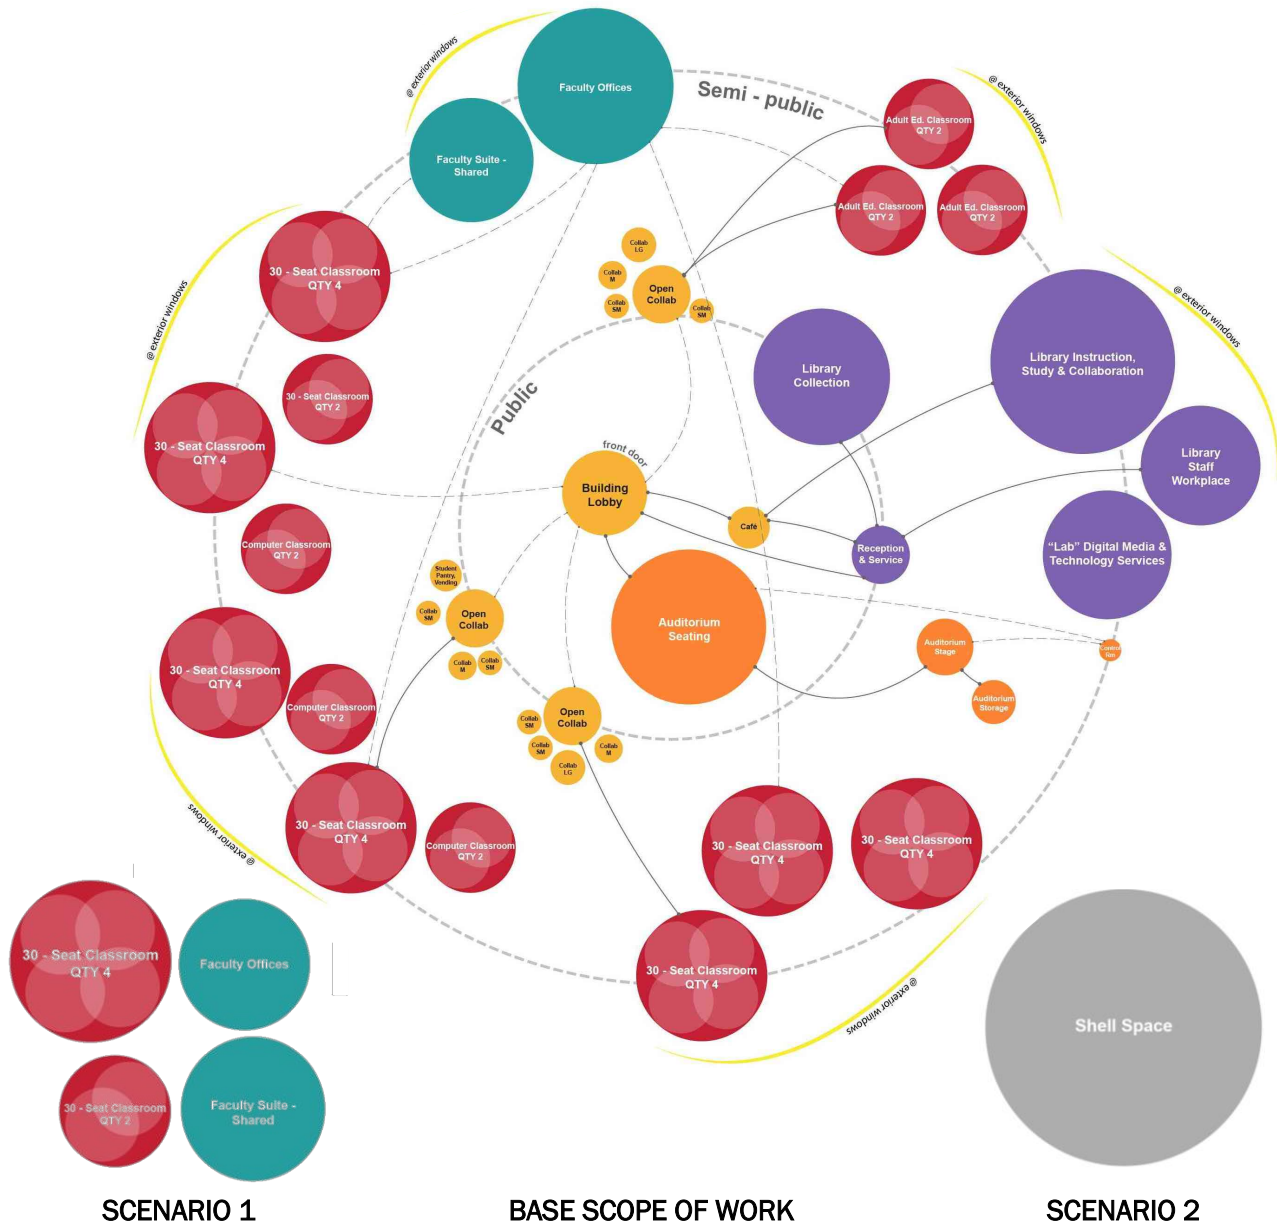 @ exterior windows
Faculty Offices
Semi - public
@ exterior windows
Adult Ed. Classroom
QTY 2
Faculty Suite -
Shared
Adult Ed. Classroom
QTY 2
Adult Ed. Classroom
QTY 2
@ exterior windows
30 - Seat Classroom
QTY 4
Collab
LG
Collab
M
Open
Collab
Collab
SM
Collab
SM
@ exterior windows
Library
Collection
Library Instruction,
Study & Collaboration
30 - Seat Classroom
QTY 2
Public
30 - Seat Classroom
QTY 4
front door
Building
Lobby
Library
Staff
Workplace
Café
Computer Classroom
QTY 2
Reception
& Service
“Lab” Digital Media &
Technology Services
Student
Pantry,
Vending
Collab
SM
Open
Collab
Collab
M
Collab
SM
Auditorium
Seating
Auditorium
Stage
Control
Rm
Auditorium
Storage
30 - Seat Classroom
QTY 4
Computer Classroom
QTY 2
Collab
SM
Open
Collab
Collab
SM
Collab
LG
Collab
M
@ exterior windows
30 - Seat Classroom
QTY 4
Computer Classroom
QTY 2
30 - Seat Classroom
QTY 4
30 - Seat Classroom
QTY 4
30 - Seat Classroom
QTY 4
@ exterior windows
30 - Seat Classroom
QTY 4
Faculty Offices
30 - Seat Classroom
QTY 2
Faculty Suite -
Shared
Shell Space
SCENARIO 1
BASE SCOPE OF WORK
SCENARIO 2